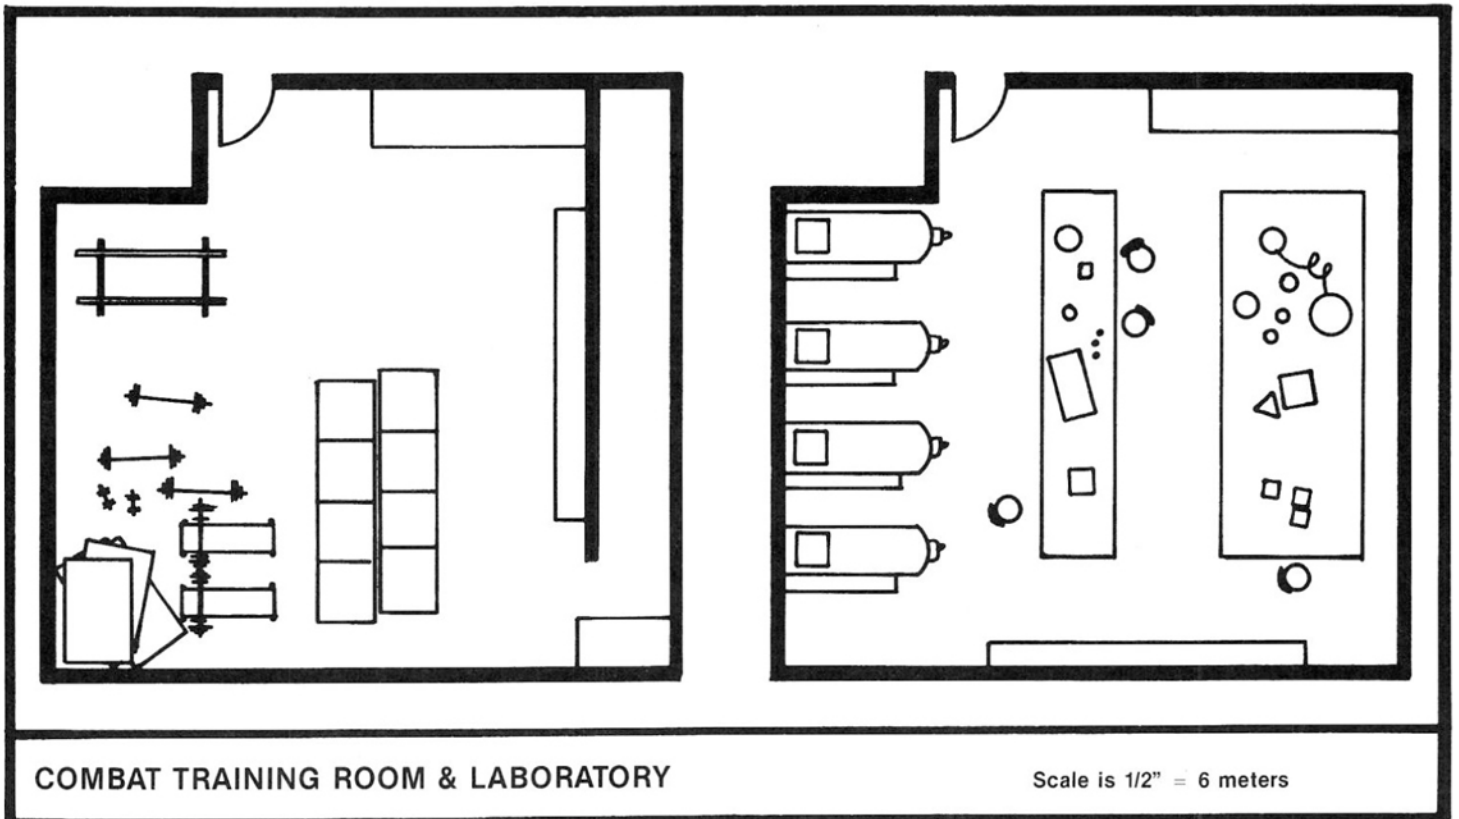 COMBAT TRAINING ROOM & LABORATORY
Scale is 1/2” = 6 meters